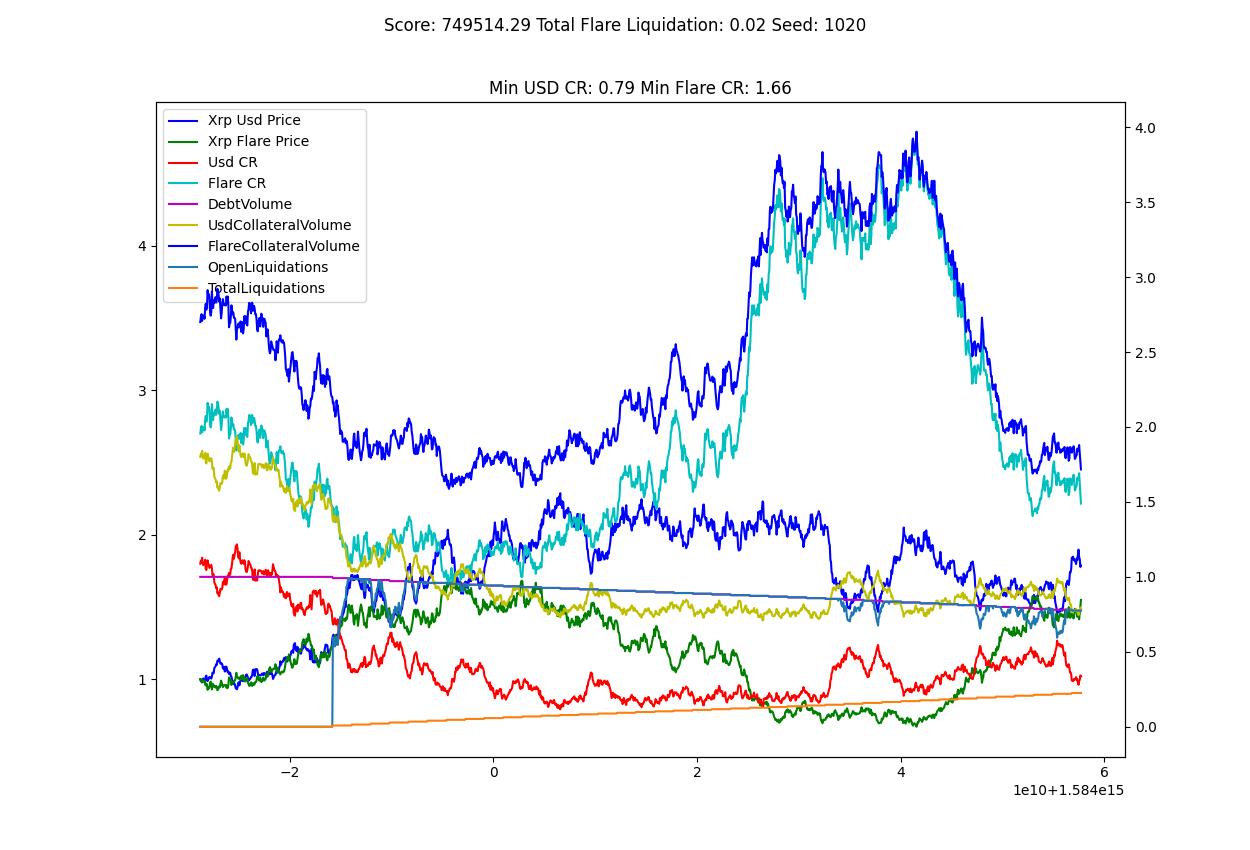 Score: 749514.29 Total Flare Liquidation: 0.02 Seed: 1020
Min USD CR: 0.79 Min Flare CR: 1.66
Xrp Usd Price
Xrp Flare Price
Usd CR
Flare CR
DebtVolume
UsdCollateralVolume
FlareCollateralVolume
OpenLiquidations
TotalLiquidations
4
3
2
1
4.0
3.5
3.0
2.5
2.0
1.5
1.0
0.5
0.0
−2
0
2
4
6
1e10+1.584e15